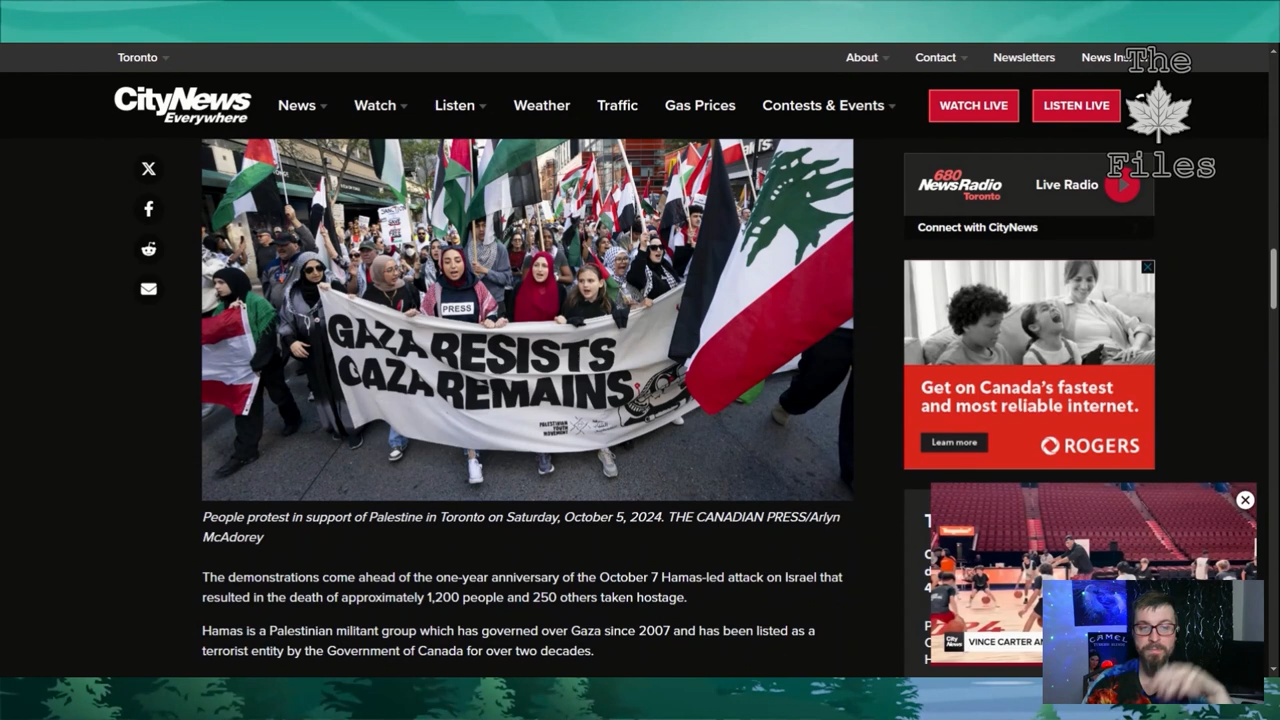 Toronto
About
Contact
Newsletters
News In
The
Files
CityNews
Everywhere
News
Watch
Listen
Weather
Traffic
Gas Prices
Contests & Events
WATCH LIVE
LISTEN LIVE
680
NewsRadio
Toronto
Live Radio
Connect with CityNews
PRESS
GAZA RESISTS
GAZA REMAINS
PALESTINIAN
YOUTH
MOVEMENT
Get on Canada's fastest
and most reliable internet.
Learn more
ROGERS
People protest in support of Palestine in Toronto on Saturday, October 5, 2024. THE CANADIAN PRESS/Arlyn
McAdorey
The demonstrations come ahead of the one-year anniversary of the October 7 Hamas-led attack on Israel that
resulted in the death of approximately 1,200 people and 250 others taken hostage.
Hamas is a Palestinian militant group which has governed over Gaza since 2007 and has been listed as a
terrorist entity by the Government of Canada for over two decades.
City
News
VINCE CARTER AN
CAMEL